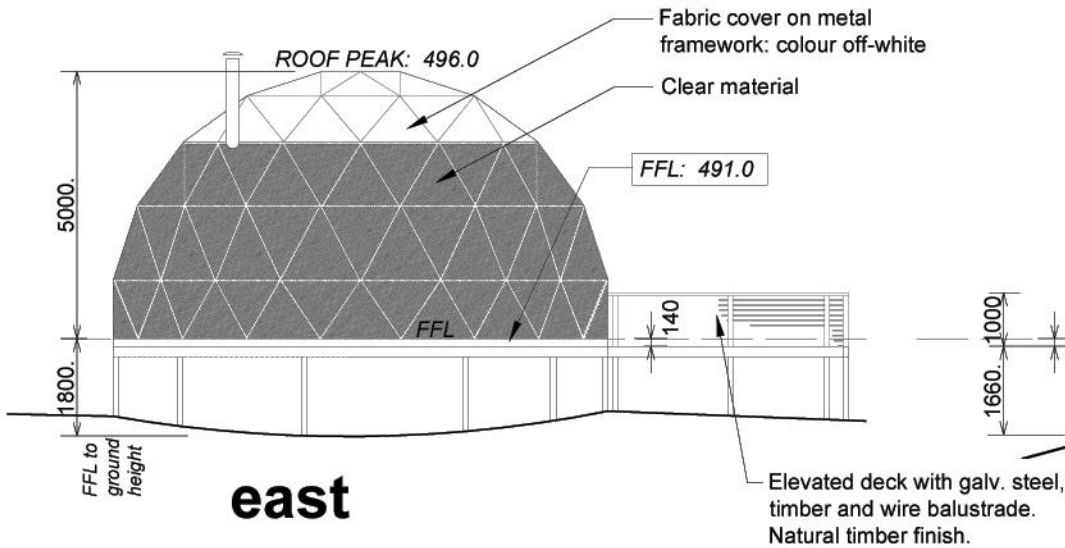 Fabric cover on metal
framework: colour off-white
ROOF PEAK: 496.0
Clear material
FFL: 491.0
5000.
FFL
140
1000
1800.
1660.
FFL to
ground
height
east
Elevated deck with galv. steel,
timber and wire balustrade.
Natural timber finish.